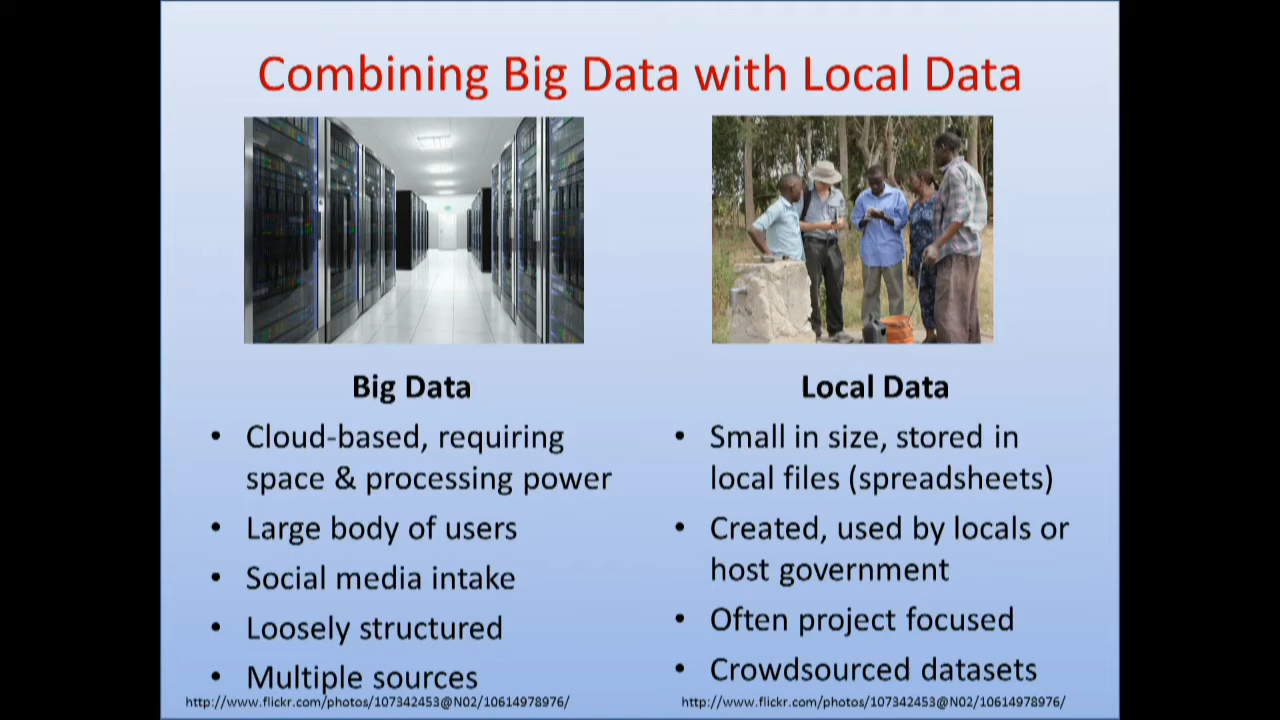 Combining Big Data with Local Data
Big Data
• Cloud-based, requiring
space & processing power
• Large body of users
• Social media intake
• Loosely structured
• Multiple sources
http://www.flickr.com/photos/107342453@N02/10614978976/
Local Data
• Small in size, stored in
local files (spreadsheets)
• Created, used by locals or
host government
• Often project focused
• Crowdsourced datasets
http://www.flickr.com/photos/107342453@N02/10614978976/